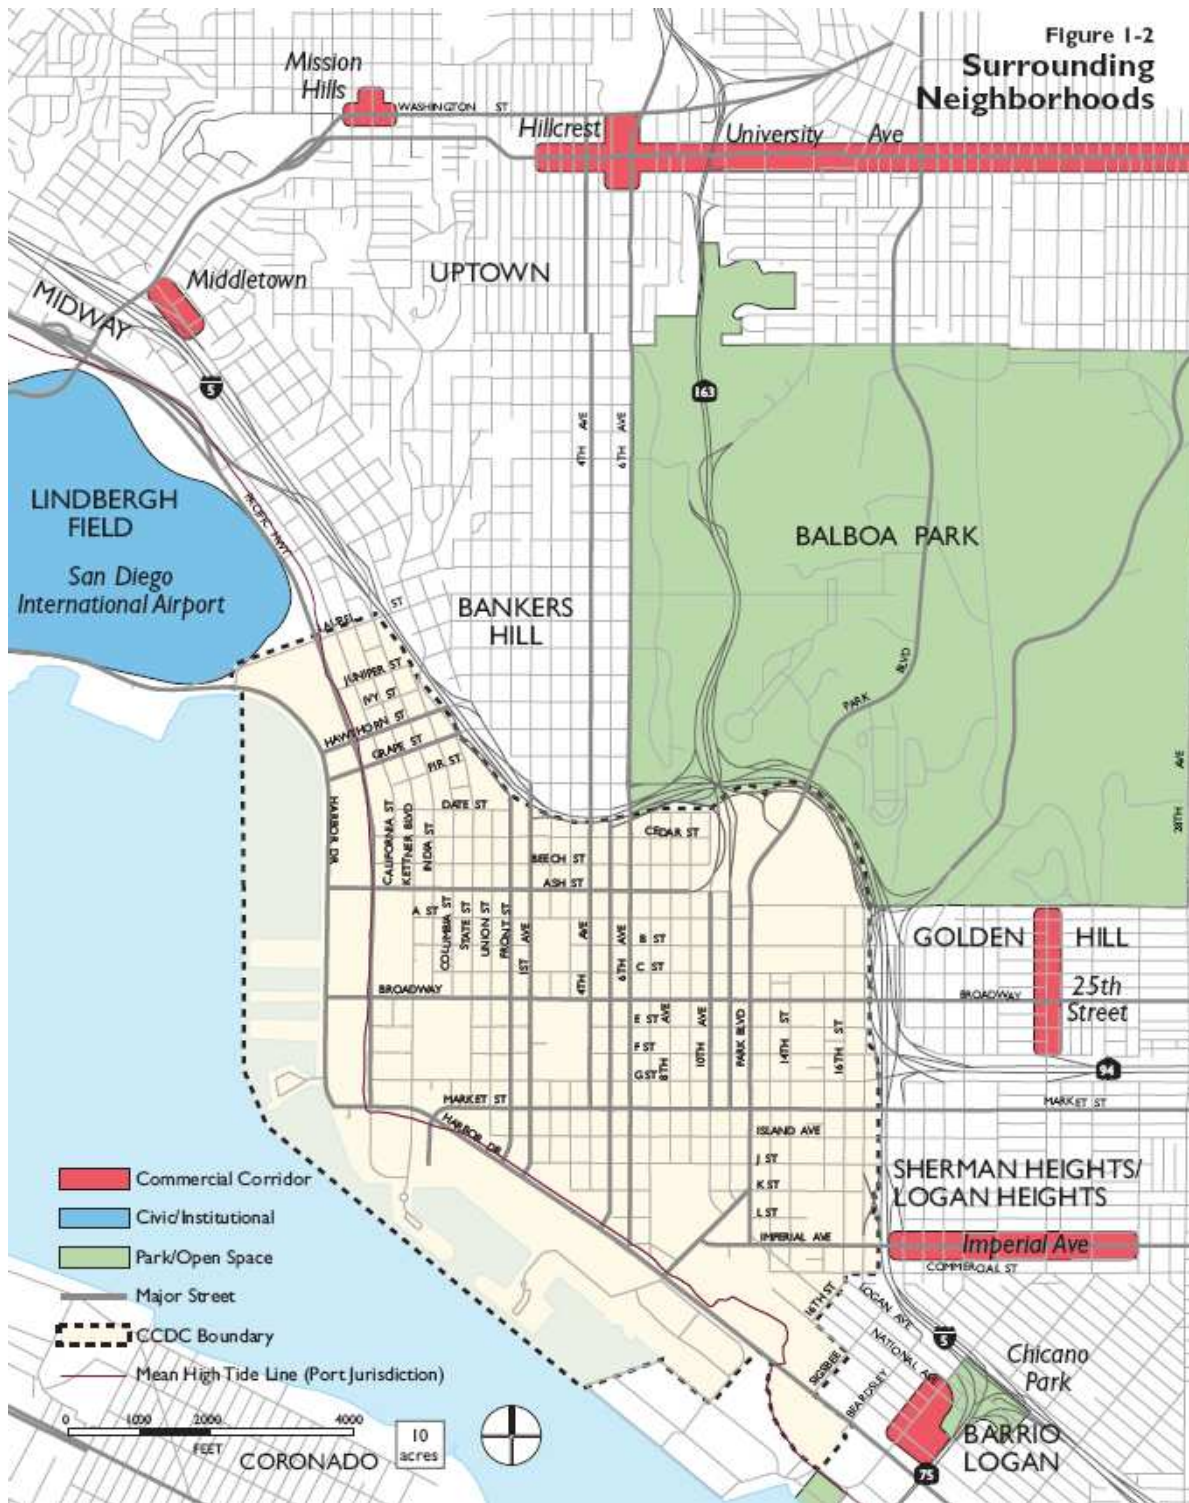 Figure 1-2
Surrounding
Neighborhoods
Mission
Hills
WASHINGTON ST
Hillcrest
University Ave
Middletown
UPTOWN
MIDWAY
5
163
4TH AVE
6TH AVE
LINDBERGH
FIELD
San Diego
International Airport
PACIFIC HWY
BALBOA PARK
BANKERS
HILL
LAUREL ST
JUNIPER ST
IVY ST
HAWTHORN ST
GRAPE ST
FIR ST
PARK BLVD
28TH AVE
DATE ST
CEDAR ST
HARBOR DR
CALIFORNIA ST
KETTNER BLVD
INDIA ST
BEECH ST
ASH ST
A ST
COLUMBIA ST
STATE ST
UNION ST
FRONT ST
1ST AVE
4TH AVE
6TH AVE
B ST
C ST
GOLDEN HILL
25th
Street
BROADWAY
BROADWAY
E ST
F ST
G ST
8TH AVE
10TH AVE
PARK BLVD
14TH ST
16TH ST
94
MARKET ST
MARKET ST
HARBOR DR
ISLAND AVE
J ST
K ST
L ST
IMPERIAL AVE
SHERMAN HEIGHTS/
LOGAN HEIGHTS
Imperial Ave
COMMERCIAL ST
16TH ST
LOGAN AVE
NATIONAL AVE
SIGSBEE
BEARDSLEY
5
Chicano
Park
BARRIO
LOGAN
75
Commercial Corridor
Civic/Institutional
Park/Open Space
Major Street
CCDC Boundary
Mean High Tide Line (Port Jurisdiction)
0 1000 2000 4000
FEET
10
acres
CORONADO